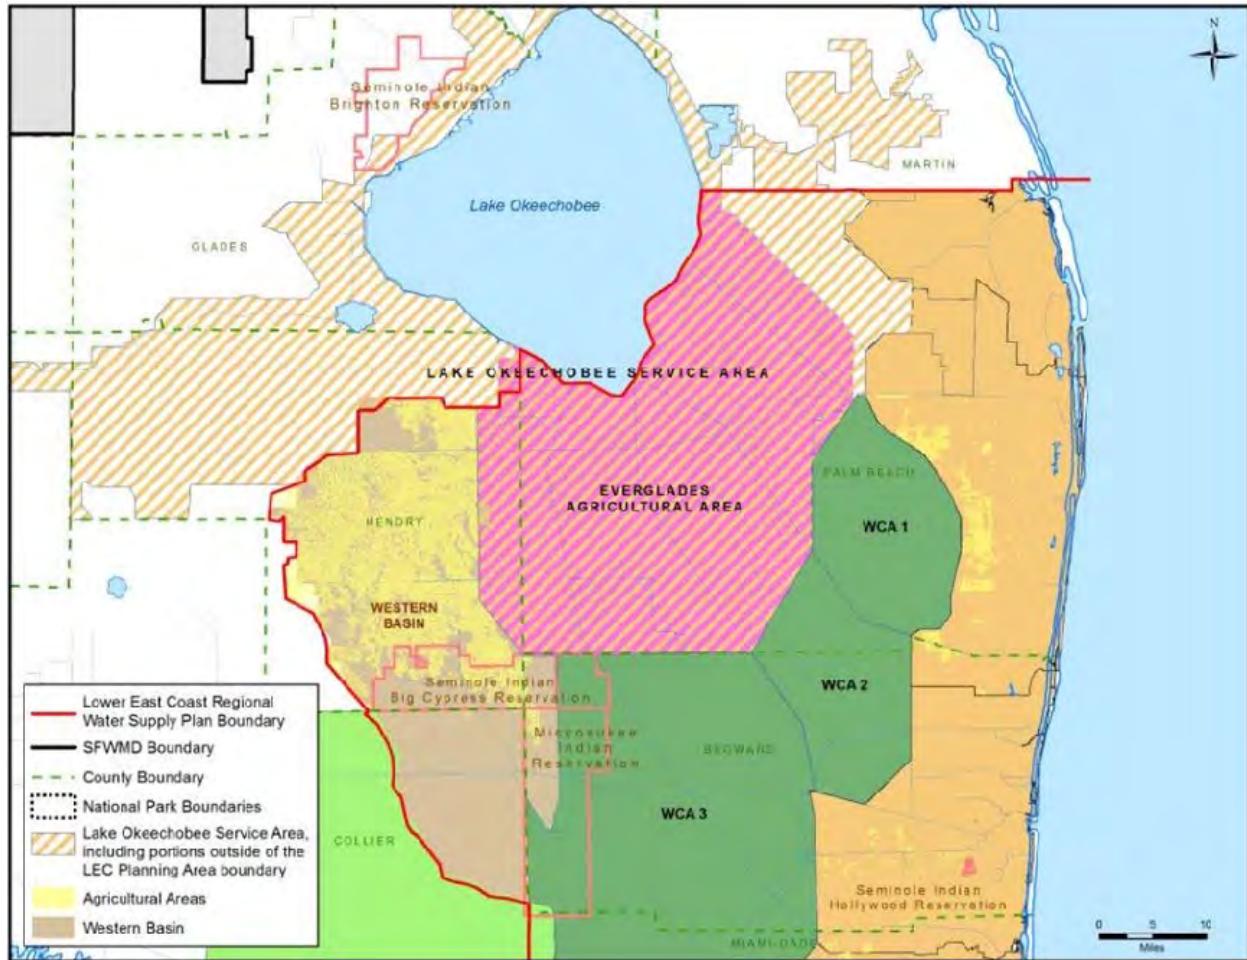 N
Seminole Indian
Brighton Reservation
MARTIN
Lake Okeechobee
GLADES
LAKE OKEECHOBEE SERVICE AREA
PALM BEACH
EVERGLADES
AGRICULTURAL AREA
WCA 1
HENDRY
WESTERN
BASIN
WCA 2
Seminole Indian
Big Cypress Reservation
Miccosukee
Indian
Reservation
BROWARD
WCA 3
COLLIER
Seminole Indian
Hollywood Reservation
MIAMI-DADE
Lower East Coast Regional
Water Supply Plan Boundary
SFWMD Boundary
County Boundary
National Park Boundaries
Lake Okeechobee Service Area,
including portions outside of the
LEC Planning Area boundary
Agricultural Areas
Western Basin
0 5 10
Miles